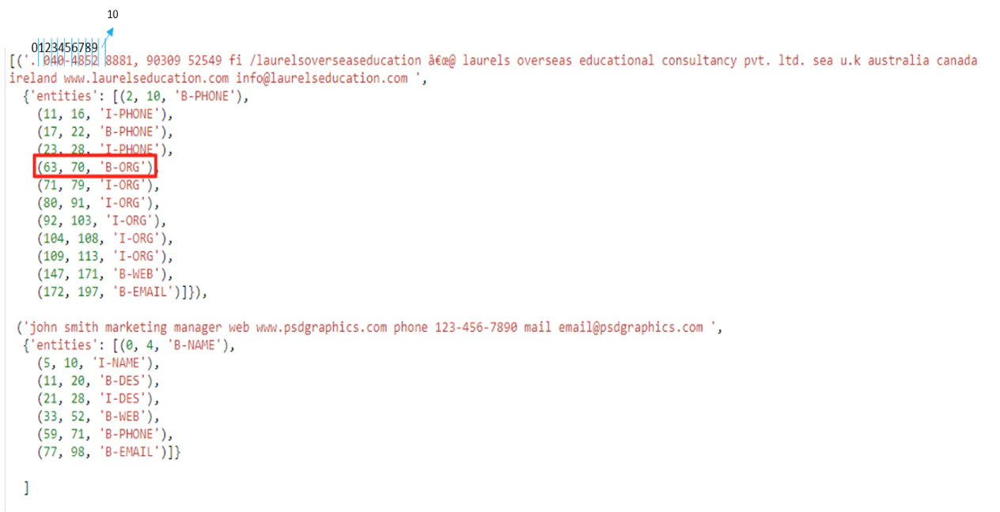 10
0123456789
[('. 040-4852 8881, 90309 52549 fi /laurelsoverseaseducation â€œ@ laurels overseas educational consultancy pvt. ltd. sea u.k australia canada
ireland www.laurelseducation.com info@laurelseducation.com ',
{'entities': [(2, 10, 'B-PHONE'),
(11, 16, 'I-PHONE'),
(17, 22, 'B-PHONE'),
(23, 28, 'I-PHONE'),
(63, 70, 'B-ORG'),
(71, 79, 'I-ORG'),
(80, 91, 'I-ORG'),
(92, 103, 'I-ORG'),
(104, 108, 'I-ORG'),
(109, 113, 'I-ORG'),
(147, 171, 'B-WEB'),
(172, 197, 'B-EMAIL')]}),
('john smith marketing manager web www.psdgraphics.com phone 123-456-7890 mail email@psdgraphics.com ',
{'entities': [(0, 4, 'B-NAME'),
(5, 10, 'I-NAME'),
(11, 20, 'B-DES'),
(21, 28, 'I-DES'),
(33, 52, 'B-WEB'),
(59, 71, 'B-PHONE'),
(77, 98, 'B-EMAIL')]}
]